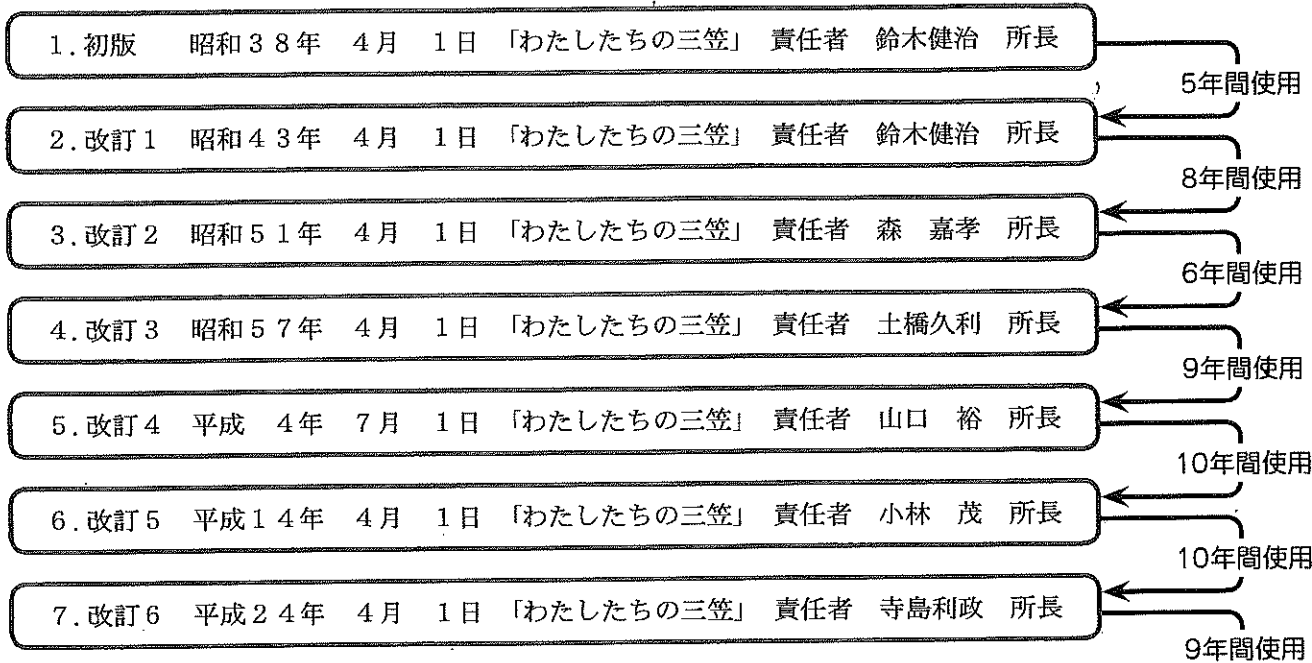 1.初版 昭和38年 4月 1日 「わたしたちの三笠」 責任者 鈴木健治 所長
5年間使用
2.改訂1 昭和43年 4月 1日 「わたしたちの三笠」 責任者 鈴木健治 所長
8年間使用
3.改訂2 昭和51年 4月 1日 「わたしたちの三笠」 責任者 森 嘉孝 所長
6年間使用
4.改訂3 昭和57年 4月 1日 「わたしたちの三笠」 責任者 土橋久利 所長
9年間使用
5.改訂4 平成 4年 7月 1日 「わたしたちの三笠」 責任者 山口 裕 所長
10年間使用
6.改訂5 平成14年 4月 1日 「わたしたちの三笠」 責任者 小林 茂 所長
10年間使用
7.改訂6 平成24年 4月 1日 「わたしたちの三笠」 責任者 寺島利政 所長
9年間使用